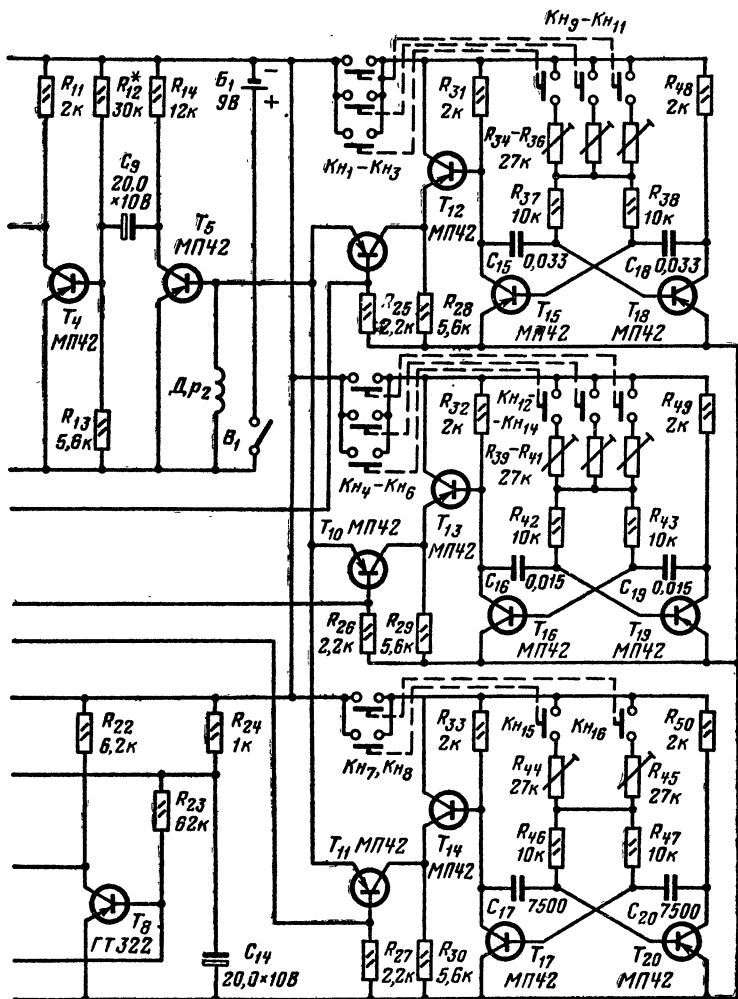 Кн9-Кн11
R11
2к
R12*
30к
R14
12к
Б1
9В
−
+
R31
2к
R48
2к
R34-R36
27к
Кн1-Кн3
C9
20,0
×10В
T5
МП42
T12
МП42
R37
10к
R38
10к
C15
0,033
C18
0,033
T4
МП42
R25
2,2к
R28
5,6к
T15
МП42
T18
МП42
Др2
R13
5,6к
В1
R32
2к
Кн12-
-Кн14
R49
2к
R39-R41
27к
Кн4-Кн6
T10 МП42
T13
МП42
R42
10к
R43
10к
C16
0,015
C19
0,015
R26
2,2к
R29
5,6к
T16
МП42
T19
МП42
R22
6,2к
R24
1к
R33
2к
Кн15
Кн16
R50
2к
Кн7, Кн8
R44
27к
R45
27к
R23
62к
T11 МП42
T14
МП42
R46
10к
R47
10к
C17
7500
C20
7500
T8
ГТ322
C14
20,0×10В
R27
2,2к
R30
5,6к
T17
МП42
T20
МП42